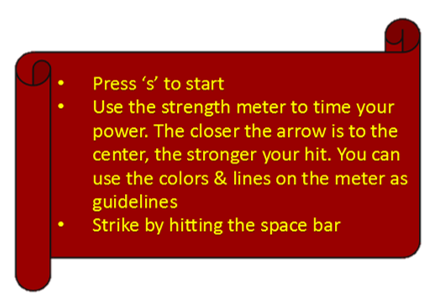 • Press ‘s’ to start
• Use the strength meter to time your
power. The closer the arrow is to the
center, the stronger your hit. You can
use the colors & lines on the meter as
guidelines
• Strike by hitting the space bar